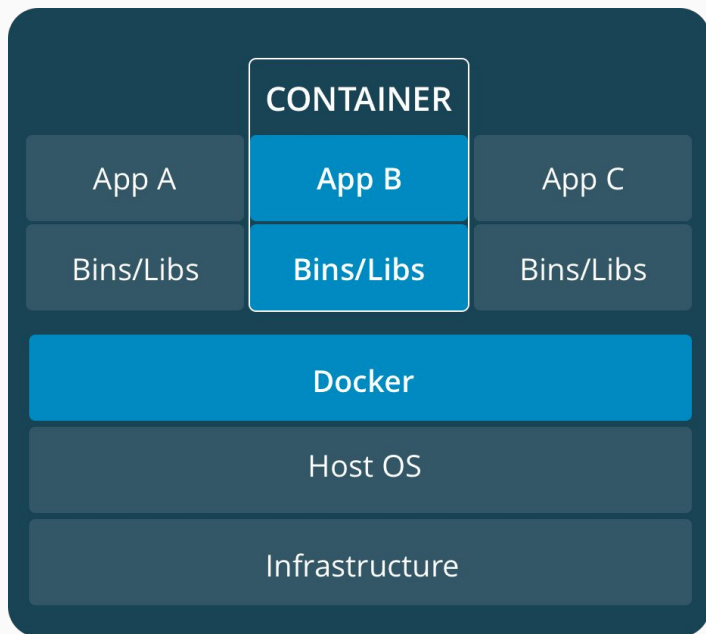 CONTAINER
App A
App B
App C
Bins/Libs
Bins/Libs
Bins/Libs
Docker
Host OS
Infrastructure